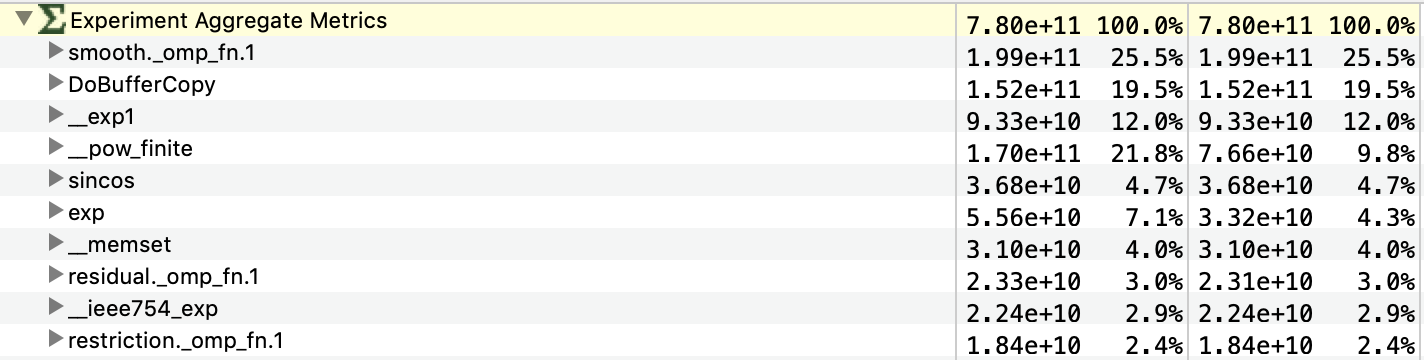 Experiment Aggregate Metrics 7.80e+11 100.0% 7.80e+11 100.0%
smooth._omp_fn.1 1.99e+11 25.5% 1.99e+11 25.5%
DoBufferCopy 1.52e+11 19.5% 1.52e+11 19.5%
__exp1 9.33e+10 12.0% 9.33e+10 12.0%
__pow_finite 1.70e+11 21.8% 7.66e+10 9.8%
sincos 3.68e+10 4.7% 3.68e+10 4.7%
exp 5.56e+10 7.1% 3.32e+10 4.3%
__memset 3.10e+10 4.0% 3.10e+10 4.0%
residual._omp_fn.1 2.33e+10 3.0% 2.31e+10 3.0%
__ieee754_exp 2.24e+10 2.9% 2.24e+10 2.9%
restriction._omp_fn.1 1.84e+10 2.4% 1.84e+10 2.4%